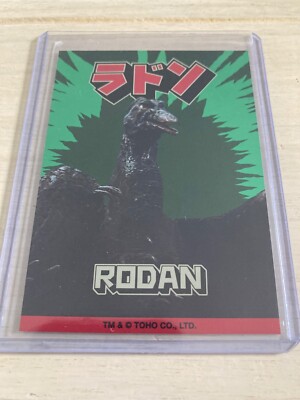 ラドン
RODAN
TM & © TOHO CO., LTD.